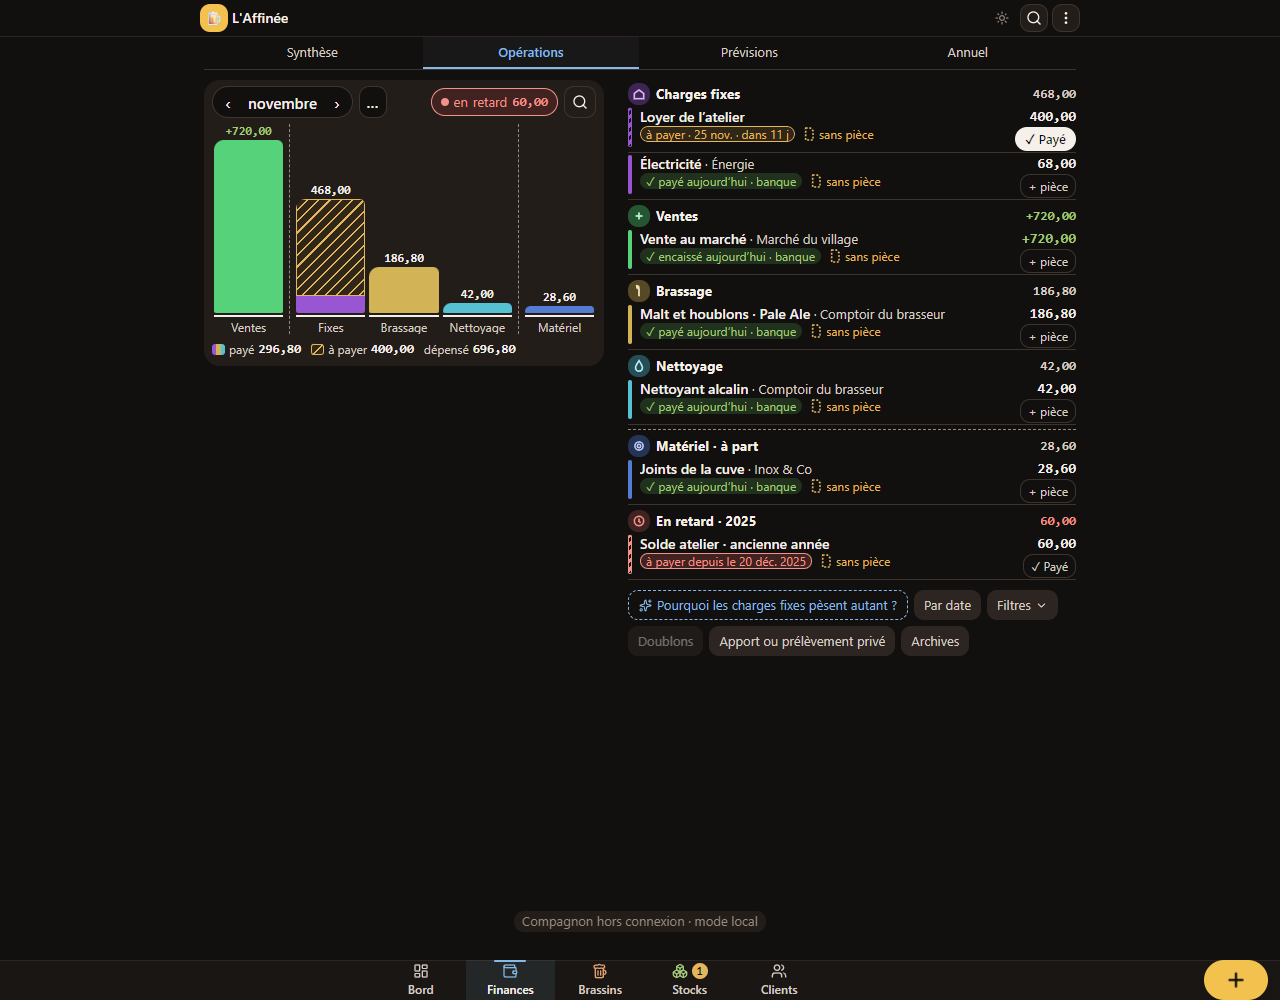 L'Affinée
Synthèse
Opérations
Prévisions
Annuel
‹ novembre › ...
en retard 60,00
+720,00
468,00
186,80
42,00
28,60
Ventes
Fixes
Brassage
Nettoyage
Matériel
payé 296,80 à payer 400,00 dépensé 696,80
Charges fixes 468,00
Loyer de l’atelier 400,00
à payer · 25 nov. · dans 11 j sans pièce ✓ Payé
Électricité · Énergie 68,00
✓ payé aujourd’hui · banque sans pièce + pièce
Ventes +720,00
Vente au marché · Marché du village +720,00
✓ encaissé aujourd’hui · banque sans pièce + pièce
Brassage 186,80
Malt et houblons · Pale Ale · Comptoir du brasseur 186,80
✓ payé aujourd’hui · banque sans pièce + pièce
Nettoyage 42,00
Nettoyant alcalin · Comptoir du brasseur 42,00
✓ payé aujourd’hui · banque sans pièce + pièce
Matériel · à part 28,60
Joints de la cuve · Inox & Co 28,60
✓ payé aujourd’hui · banque sans pièce + pièce
En retard · 2025 60,00
Solde atelier · ancienne année 60,00
à payer depuis le 20 déc. 2025 sans pièce ✓ Payé
Pourquoi les charges fixes pèsent autant ? Par date Filtres
Doublons Apport ou prélèvement privé Archives
Compagnon hors connexion · mode local
Bord
Finances
Brassins
1
Stocks
Clients
+